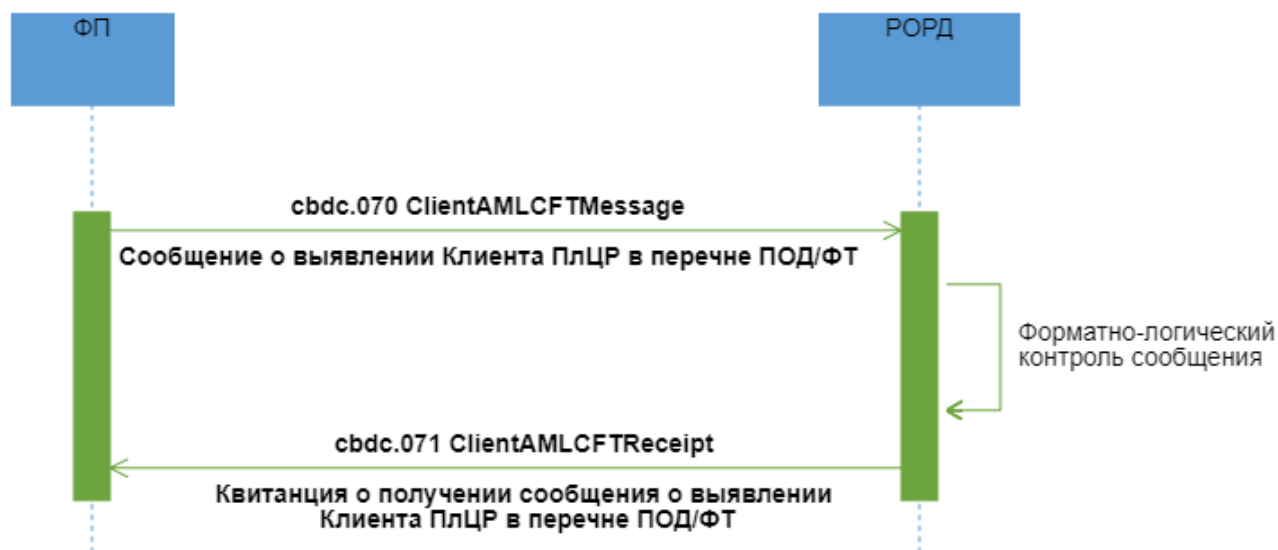 ФП
РОРД
cbdc.070 ClientAMLCFTMessage
Сообщение о выявлении Клиента ПлЦР в перечне ПОД/ФТ
Форматно-логический
контроль сообщения
cbdc.071 ClientAMLCFTReceipt
Квитанция о получении сообщения о выявлении
Клиента ПлЦР в перечне ПОД/ФТ